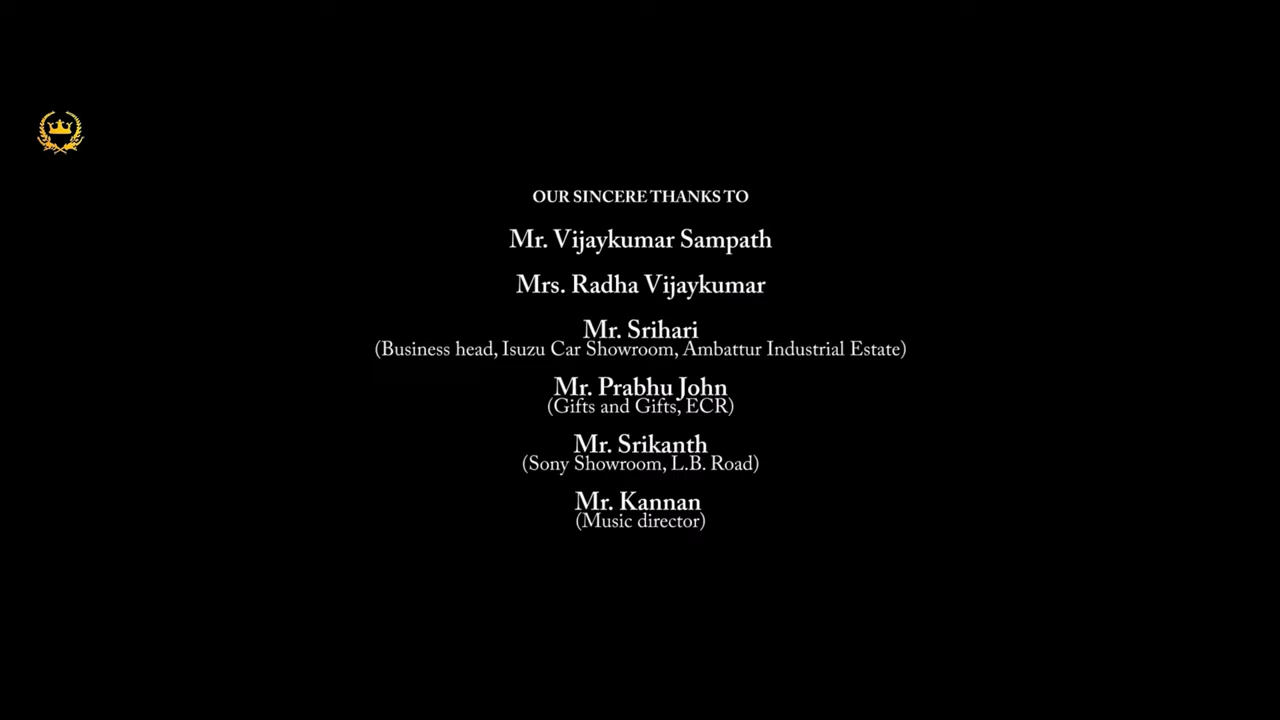 OUR SINCERE THANKS TO
Mr. Vijaykumar Sampath
Mrs. Radha Vijaykumar
Mr. Srihari
(Business head, Isuzu Car Showroom, Ambattur Industrial Estate)
Mr. Prabhu John
(Gifts and Gifts, ECR)
Mr. Srikanth
(Sony Showroom, L.B. Road)
Mr. Kannan
(Music director)